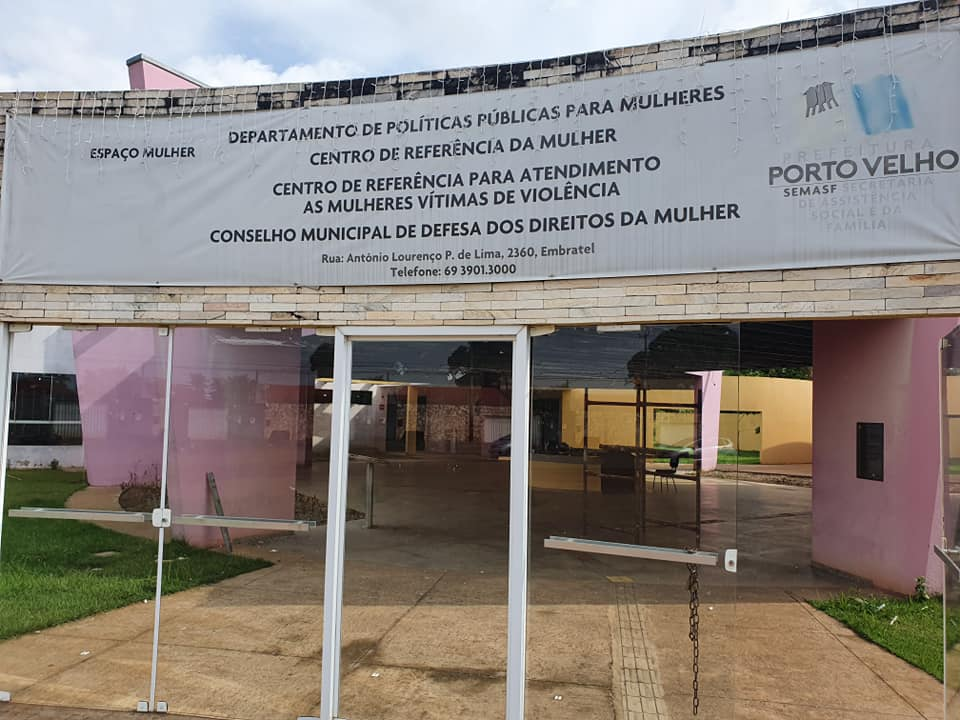 ESPAÇO MULHER
DEPARTAMENTO DE POLÍTICAS PÚBLICAS PARA MULHERES
CENTRO DE REFERÊNCIA DA MULHER
CENTRO DE REFERÊNCIA PARA ATENDIMENTO
AS MULHERES VÍTIMAS DE VIOLÊNCIA
CONSELHO MUNICIPAL DE DEFESA DOS DIREITOS DA MULHER
Rua: Antônio Lourenço P. de Lima, 2360, Embratel
Telefone: 69 3901.3000
PREFEITURA
PORTO VELHO
SEMASF SECRETARIA
DE ASSISTÊNCIA
SOCIAL E DA
FAMÍLIA